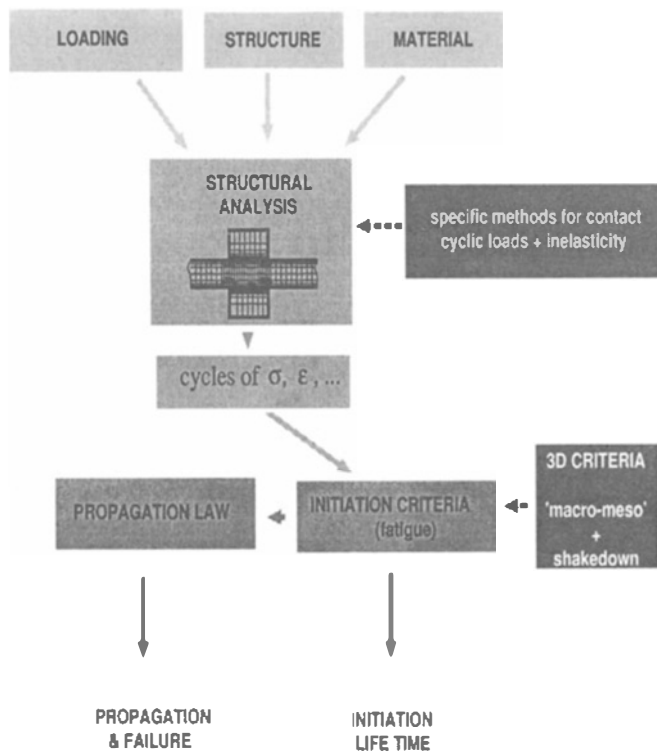 LOADING
STRUCTURE
MATERIAL
STRUCTURAL
ANALYSIS
specific methods for contact
cyclic loads + inelasticity
cycles of σ, ε, ...
PROPAGATION LAW
INITIATION CRITERIA
(fatigue)
3D CRITERIA
'macro-meso'
+
shakedown
PROPAGATION
& FAILURE
INITIATION
LIFE TIME